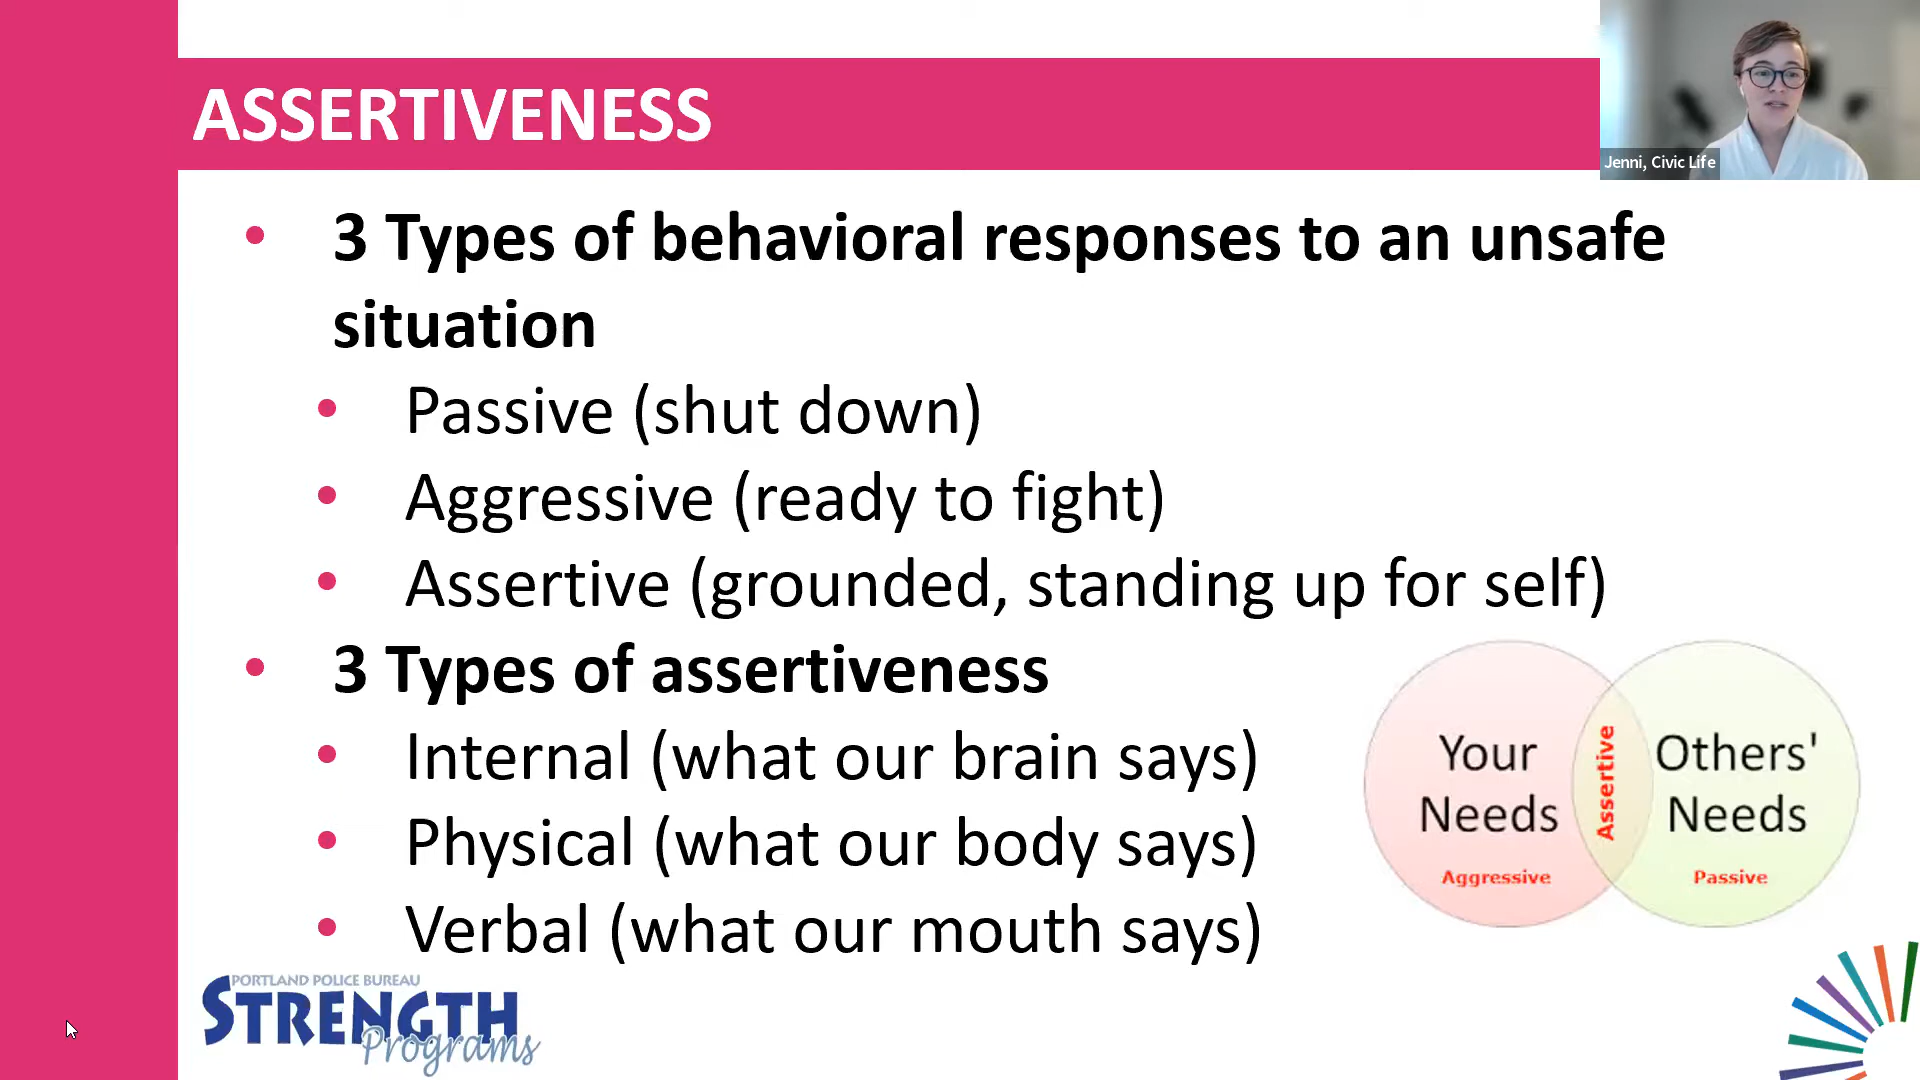 ASSERTIVENESS
Jenni, Civic Life
• 3 Types of behavioral responses to an unsafe
situation
• Passive (shut down)
• Aggressive (ready to fight)
• Assertive (grounded, standing up for self)
• 3 Types of assertiveness
• Internal (what our brain says)
• Physical (what our body says)
• Verbal (what our mouth says)
Your
Needs
Aggressive
Assertive
Others'
Needs
Passive
PORTLAND POLICE BUREAU
STRENGTH
Programs